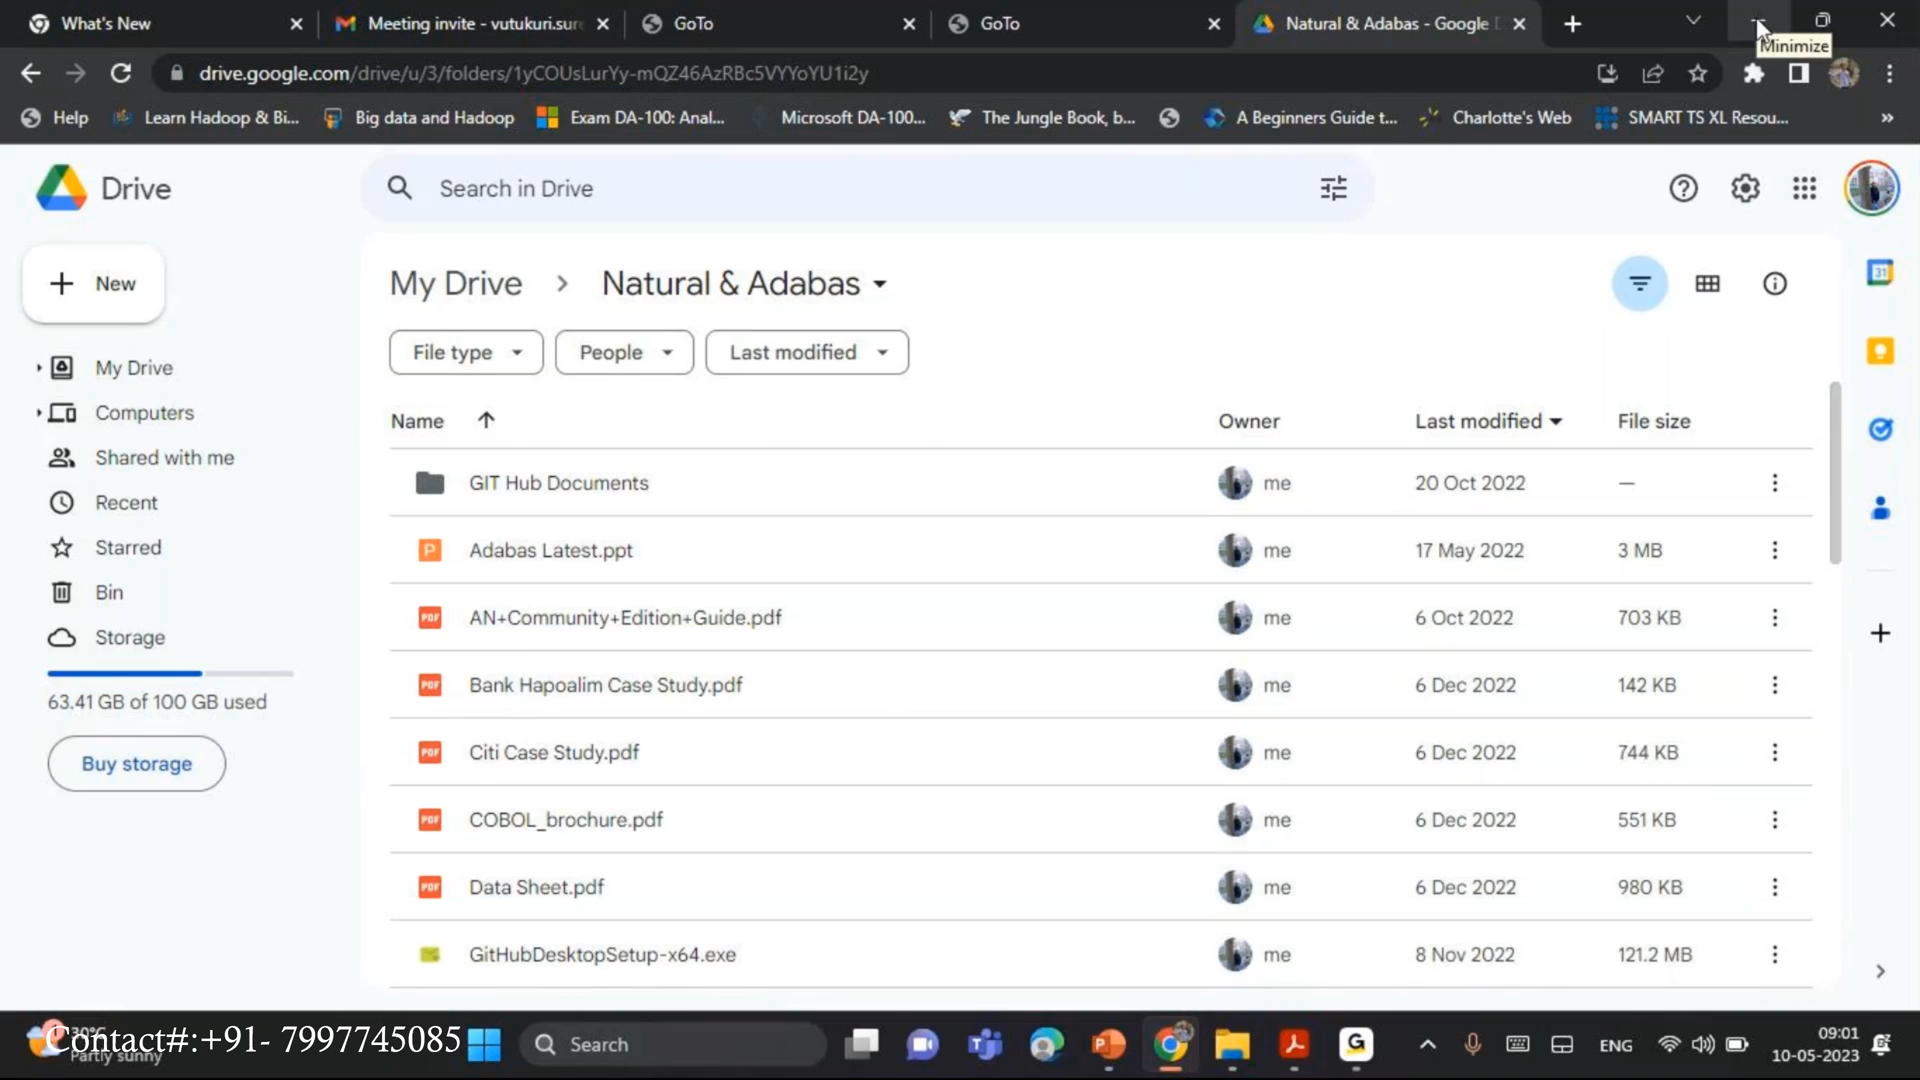 What's New
Meeting invite - vutukuri.sure
GoTo
GoTo
Natural & Adabas - Google D
Minimize
drive.google.com/drive/u/3/folders/1yCOUsLurYy-mQZ46AzRBc5VYYoYU1i2y
Help
Learn Hadoop & Bi...
Big data and Hadoop
Exam DA-100: Anal...
Microsoft DA-100...
The Jungle Book, b...
A Beginners Guide t...
Charlotte's Web
SMART TS XL Resou...
»
Drive
Search in Drive
New
My Drive > Natural & Adabas
File type
People
Last modified
My Drive
Computers
Shared with me
Recent
Starred
Bin
Storage
63.41 GB of 100 GB used
Buy storage
Name Owner Last modified File size
GIT Hub Documents me 20 Oct 2022 —
P Adabas Latest.ppt me 17 May 2022 3 MB
PDF AN+Community+Edition+Guide.pdf me 6 Oct 2022 703 KB
PDF Bank Hapoalim Case Study.pdf me 6 Dec 2022 142 KB
PDF Citi Case Study.pdf me 6 Dec 2022 744 KB
PDF COBOL_brochure.pdf me 6 Dec 2022 551 KB
PDF Data Sheet.pdf me 6 Dec 2022 980 KB
GitHubDesktopSetup-x64.exe me 8 Nov 2022 121.2 MB
31
30°C
Partly sunny
Contact#:+91- 7997745085
Search
ENG
09:01
10-05-2023